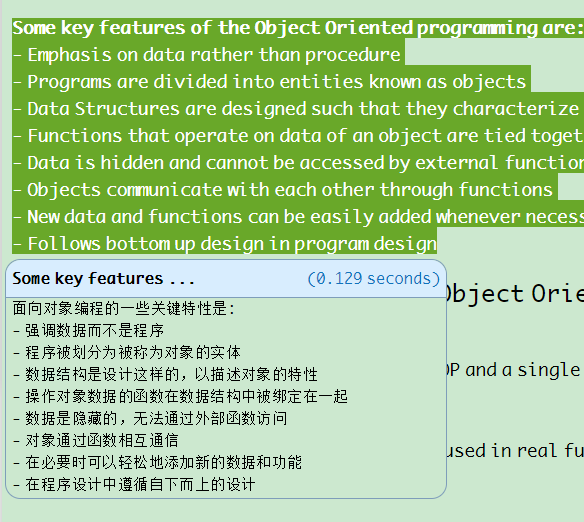 Some key features of the Object Oriented programming are:
- Emphasis on data rather than procedure
- Programs are divided into entities known as objects
- Data Structures are designed such that they characterize
- Functions that operate on data of an object are tied
- Data is hidden and cannot be accessed by external
- Objects communicate with each other through functions
- New data and functions can be easily added whenever
- Follows bottom up design in program design
Some key features ... (0.129 seconds)
面向对象编程的一些关键特性是:
- 强调数据而不是程序
- 程序被划分为被称为对象的实体
- 数据结构是设计这样的，以描述对象的特性
- 操作对象数据的函数在数据结构中被绑定在一起
- 数据是隐藏的，无法通过外部函数访问
- 对象通过函数相互通信
- 在必要时可以轻松地添加新的数据和功能
- 在程序设计中遵循自下而上的设计
and a single
used in real